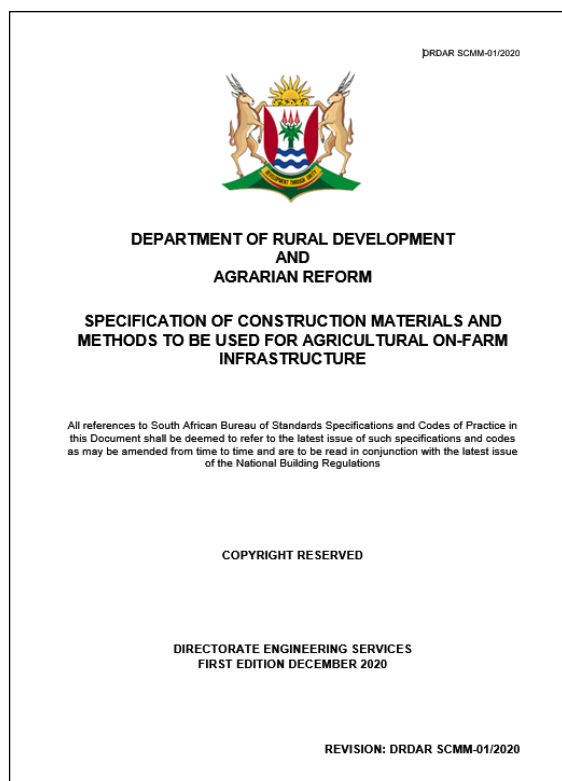 DRDAR SCMM-01/2020
DEVELOPMENT THROUGH UNITY
DEPARTMENT OF RURAL DEVELOPMENT
AND
AGRARIAN REFORM
SPECIFICATION OF CONSTRUCTION MATERIALS AND
METHODS TO BE USED FOR AGRICULTURAL ON-FARM
INFRASTRUCTURE
All references to South African Bureau of Standards Specifications and Codes of Practice in
this Document shall be deemed to refer to the latest issue of such specifications and codes
as may be amended from time to time and are to be read in conjunction with the latest issue
of the National Building Regulations
COPYRIGHT RESERVED
DIRECTORATE ENGINEERING SERVICES
FIRST EDITION DECEMBER 2020
REVISION: DRDAR SCMM-01/2020